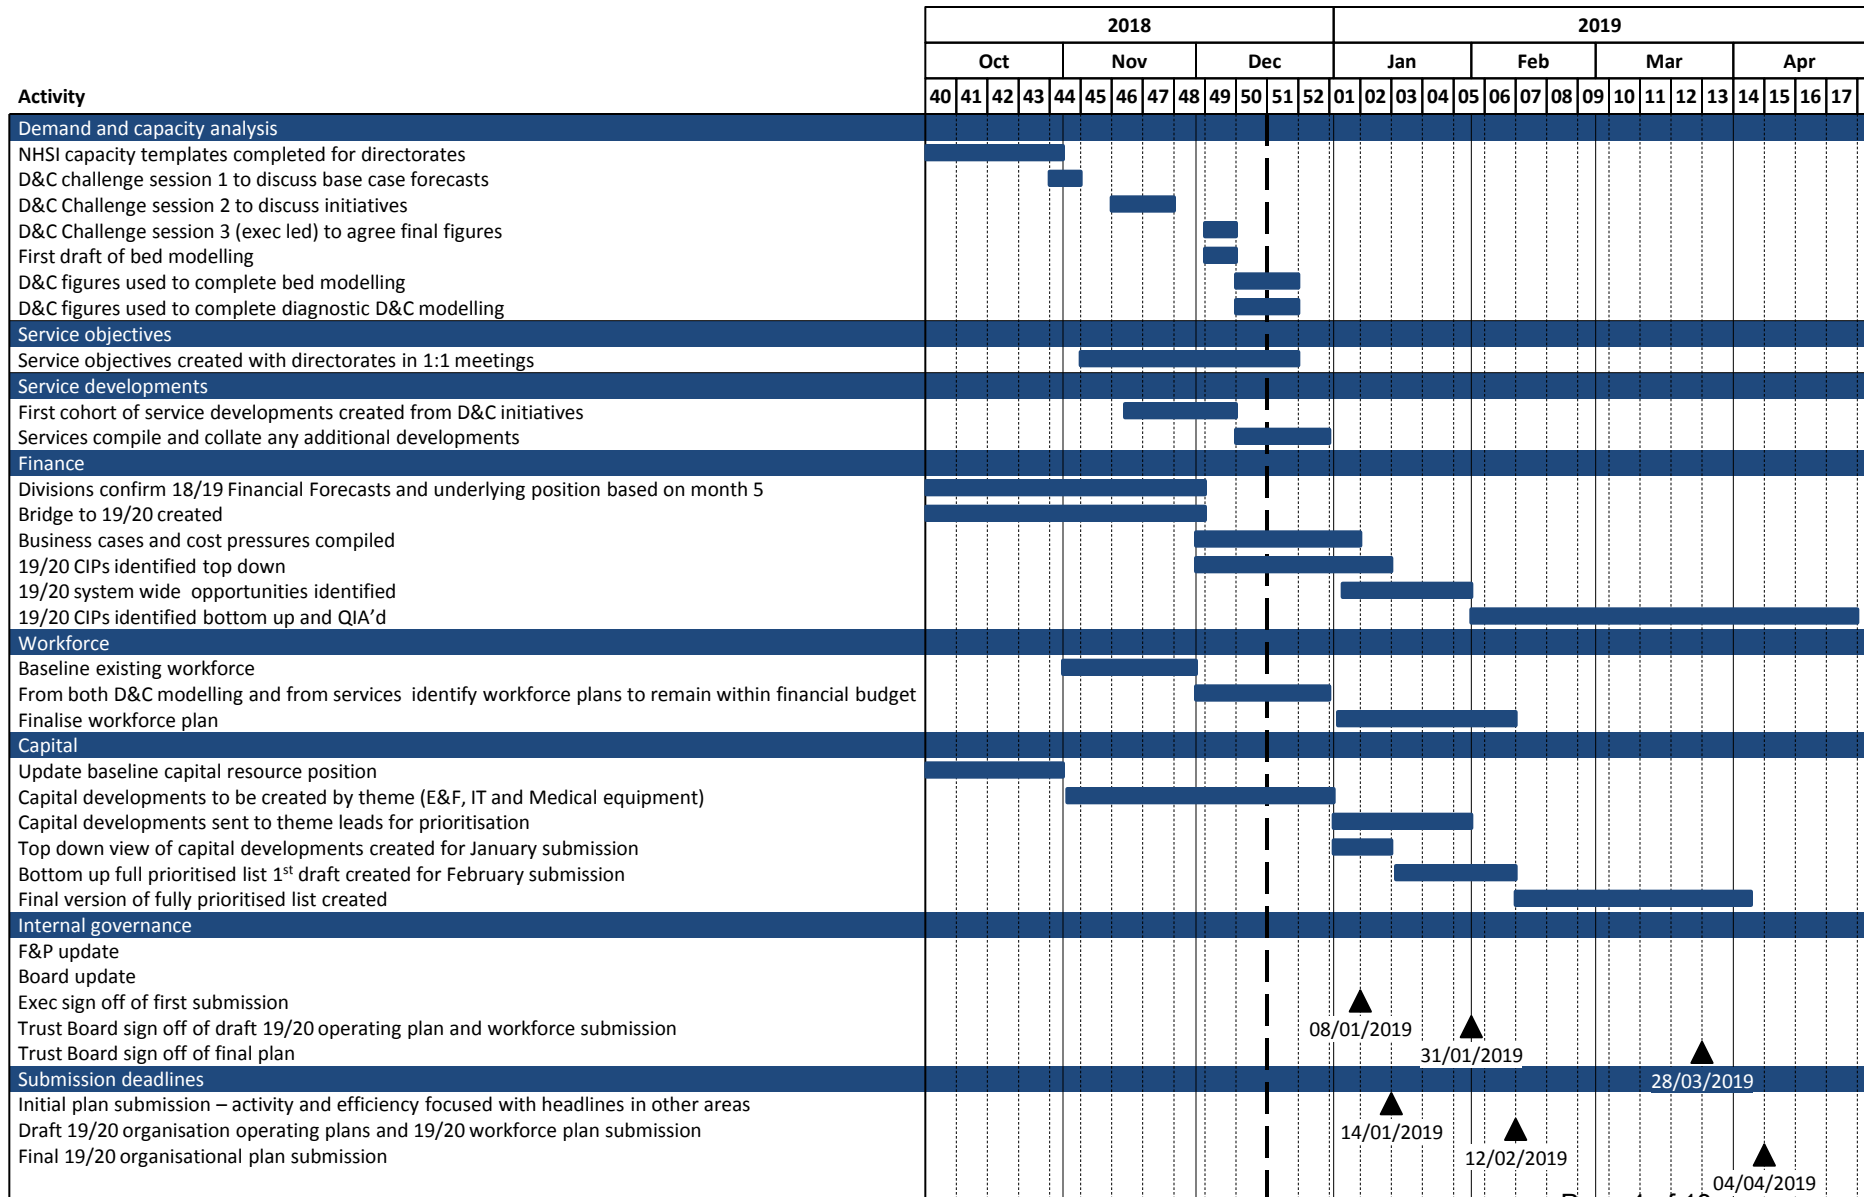 2018 2019
Oct Nov Dec Jan Feb Mar Apr
Activity 40 41 42 43 44 45 46 47 48 49 50 51 52 01 02 03 04 05 06 07 08 09 10 11 12 13 14 15 16 17
Demand and capacity analysis
NHSI capacity templates completed for directorates
D&C challenge session 1 to discuss base case forecasts
D&C Challenge session 2 to discuss initiatives
D&C Challenge session 3 (exec led) to agree final figures
First draft of bed modelling
D&C figures used to complete bed modelling
D&C figures used to complete diagnostic D&C modelling
Service objectives
Service objectives created with directorates in 1:1 meetings
Service developments
First cohort of service developments created from D&C initiatives
Services compile and collate any additional developments
Finance
Divisions confirm 18/19 Financial Forecasts and underlying position based on month 5
Bridge to 19/20 created
Business cases and cost pressures compiled
19/20 CIPs identified top down
19/20 system wide opportunities identified
19/20 CIPs identified bottom up and QIA’d
Workforce
Baseline existing workforce
From both D&C modelling and from services identify workforce plans to remain within financial budget
Finalise workforce plan
Capital
Update baseline capital resource position
Capital developments to be created by theme (E&F, IT and Medical equipment)
Capital developments sent to theme leads for prioritisation
Top down view of capital developments created for January submission
Bottom up full prioritised list 1st draft created for February submission
Final version of fully prioritised list created
Internal governance
F&P update
Board update
Exec sign off of first submission
08/01/2019
Trust Board sign off of draft 19/20 operating plan and workforce submission
31/01/2019
Trust Board sign off of final plan
28/03/2019
Submission deadlines
Initial plan submission – activity and efficiency focused with headlines in other areas
14/01/2019
Draft 19/20 organisation operating plans and 19/20 workforce plan submission
12/02/2019
Final 19/20 organisational plan submission
04/04/2019